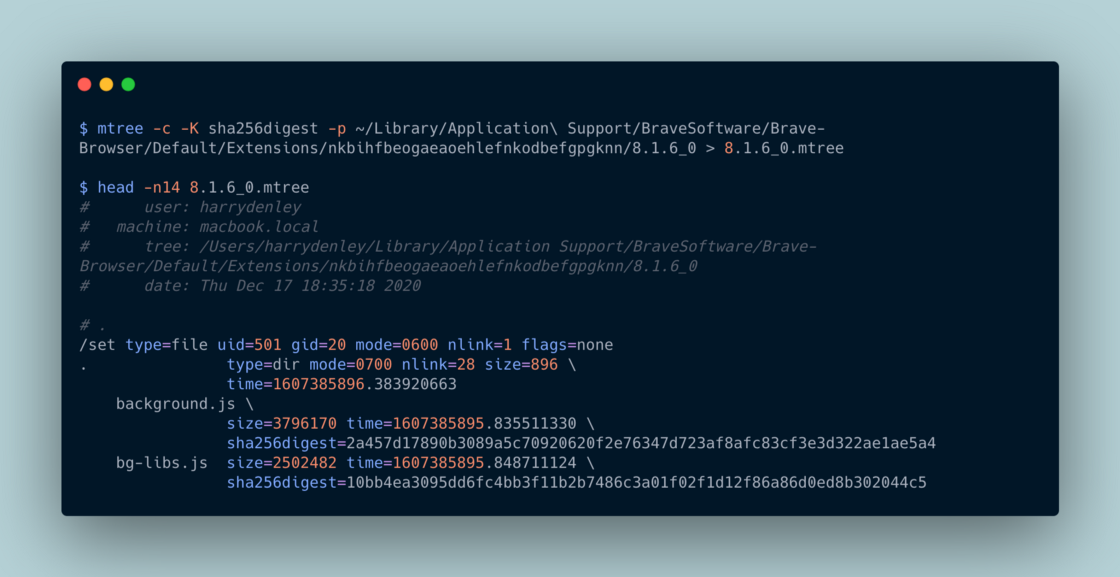 $ mtree -c -K sha256digest -p ~/Library/Application\ Support/BraveSoftware/Brave-
Browser/Default/Extensions/nkbihfbeogaeaoehlefnkodbefgpgknn/8.1.6_0 > 8.1.6_0.mtree
$ head -n14 8.1.6_0.mtree
#      user: harrydenley
#   machine: macbook.local
#      tree: /Users/harrydenley/Library/Application Support/BraveSoftware/Brave-
Browser/Default/Extensions/nkbihfbeogaeaoehlefnkodbefgpgknn/8.1.6_0
#      date: Thu Dec 17 18:35:18 2020
# .
/set type=file uid=501 gid=20 mode=0600 nlink=1 flags=none
.               type=dir mode=0700 nlink=28 size=896 \
                time=1607385896.383920663
    background.js \
                size=3796170 time=1607385895.835511330 \
                sha256digest=2a457d17890b3089a5c70920620f2e76347d723af8afc83cf3e3d322ae1ae5a4
    bg-libs.js  size=2502482 time=1607385895.848711124 \
                sha256digest=10bb4ea3095dd6fc4bb3f11b2b7486c3a01f02f1d12f86a86d0ed8b302044c5